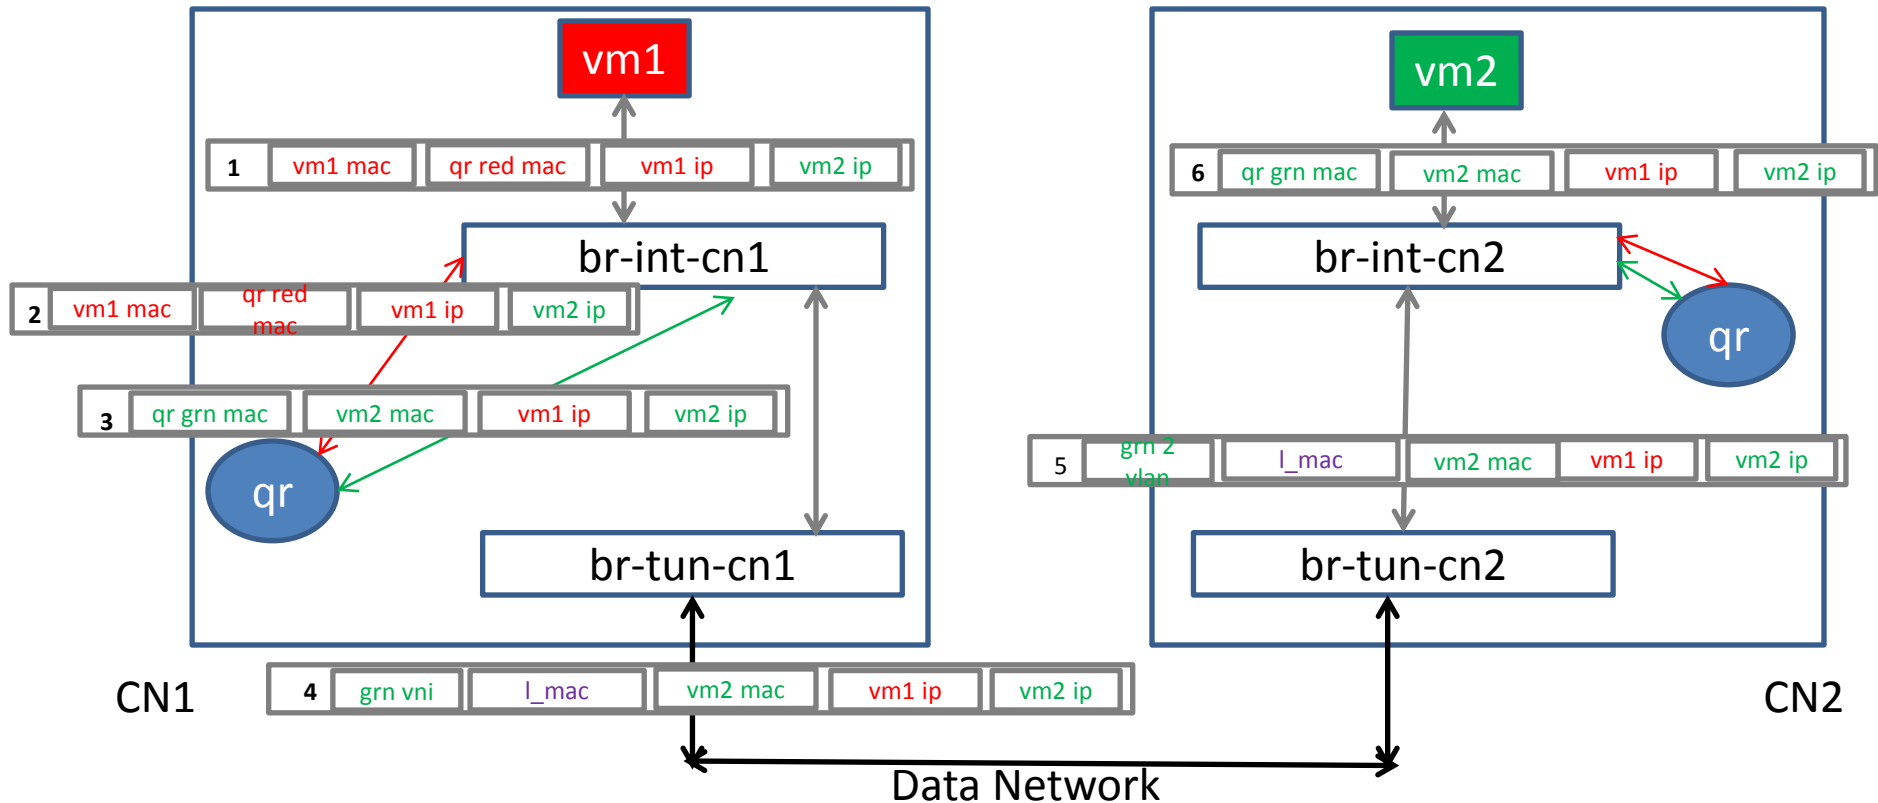 vm1
vm2
1 vm1 mac qr red mac vm1 ip vm2 ip
6 qr grn mac vm2 mac vm1 ip vm2 ip
br-int-cn1
br-int-cn2
2 vm1 mac qr red mac vm1 ip vm2 ip
qr
3 qr grn mac vm2 mac vm1 ip vm2 ip
qr
5 grn 2 vlan l_mac vm2 mac vm1 ip vm2 ip
br-tun-cn1
br-tun-cn2
CN1
4 grn vni l_mac vm2 mac vm1 ip vm2 ip
CN2
Data Network